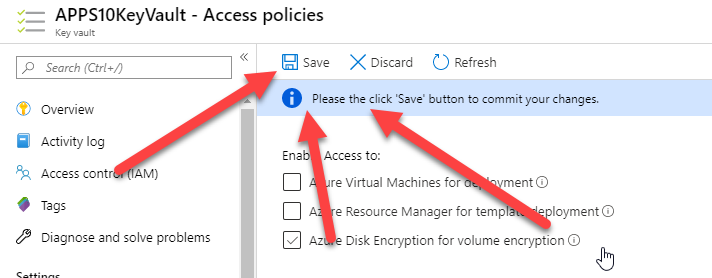 APPS10KeyVault - Access policies
Key vault
Search (Ctrl+/)
Save Discard Refresh
Please the click 'Save' button to commit your changes.
Overview
Activity log
Access control (IAM)
Tags
Diagnose and solve problems
Settings
Enable Access to:
Azure Virtual Machines for deployment
Azure Resource Manager for template deployment
Azure Disk Encryption for volume encryption